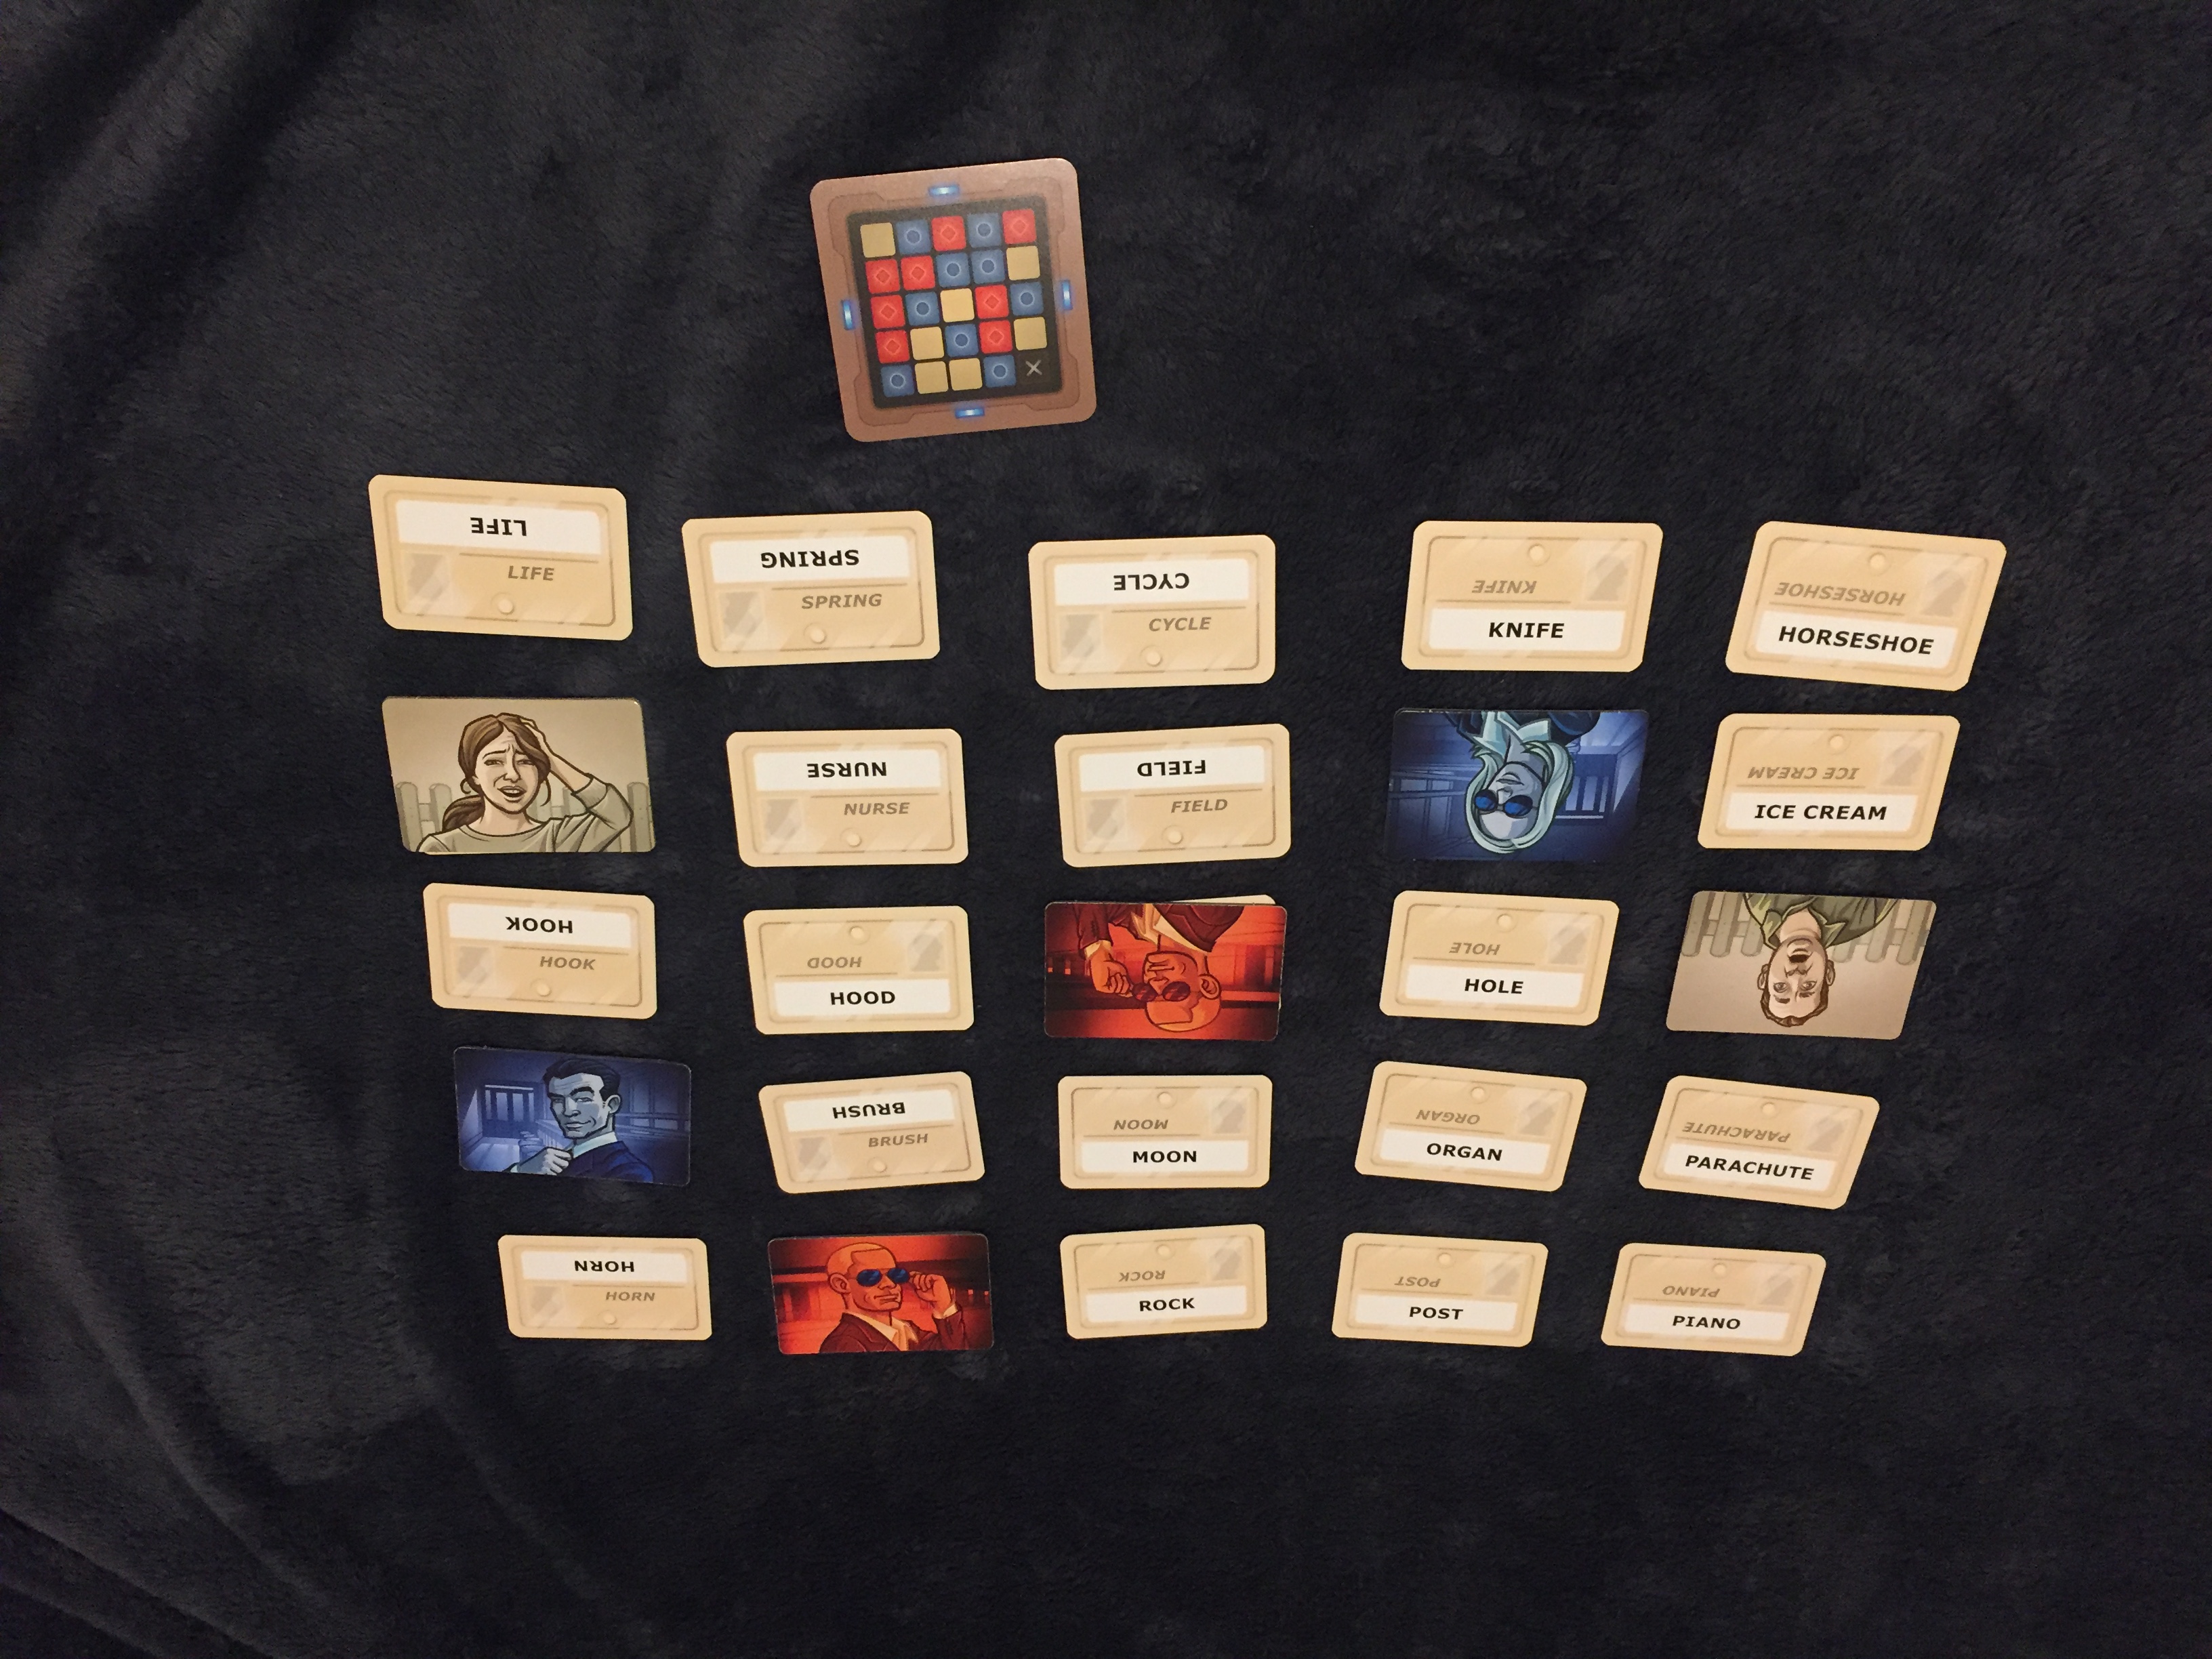 PIANO
PIANO
POST
POST
ROCK
ROCK
HORN
HORN
PARACHUTE
PARACHUTE
ORGAN
ORGAN
MOON
MOON
BRUSH
BRUSH
HOLE
HOLE
HOOD
HOOD
HOOK
HOOK
ICE CREAM
ICE CREAM
FIELD
FIELD
NURSE
NURSE
HORSESHOE
HORSESHOE
KNIFE
KNIFE
CYCLE
CYCLE
SPRING
SPRING
LIFE
LIFE